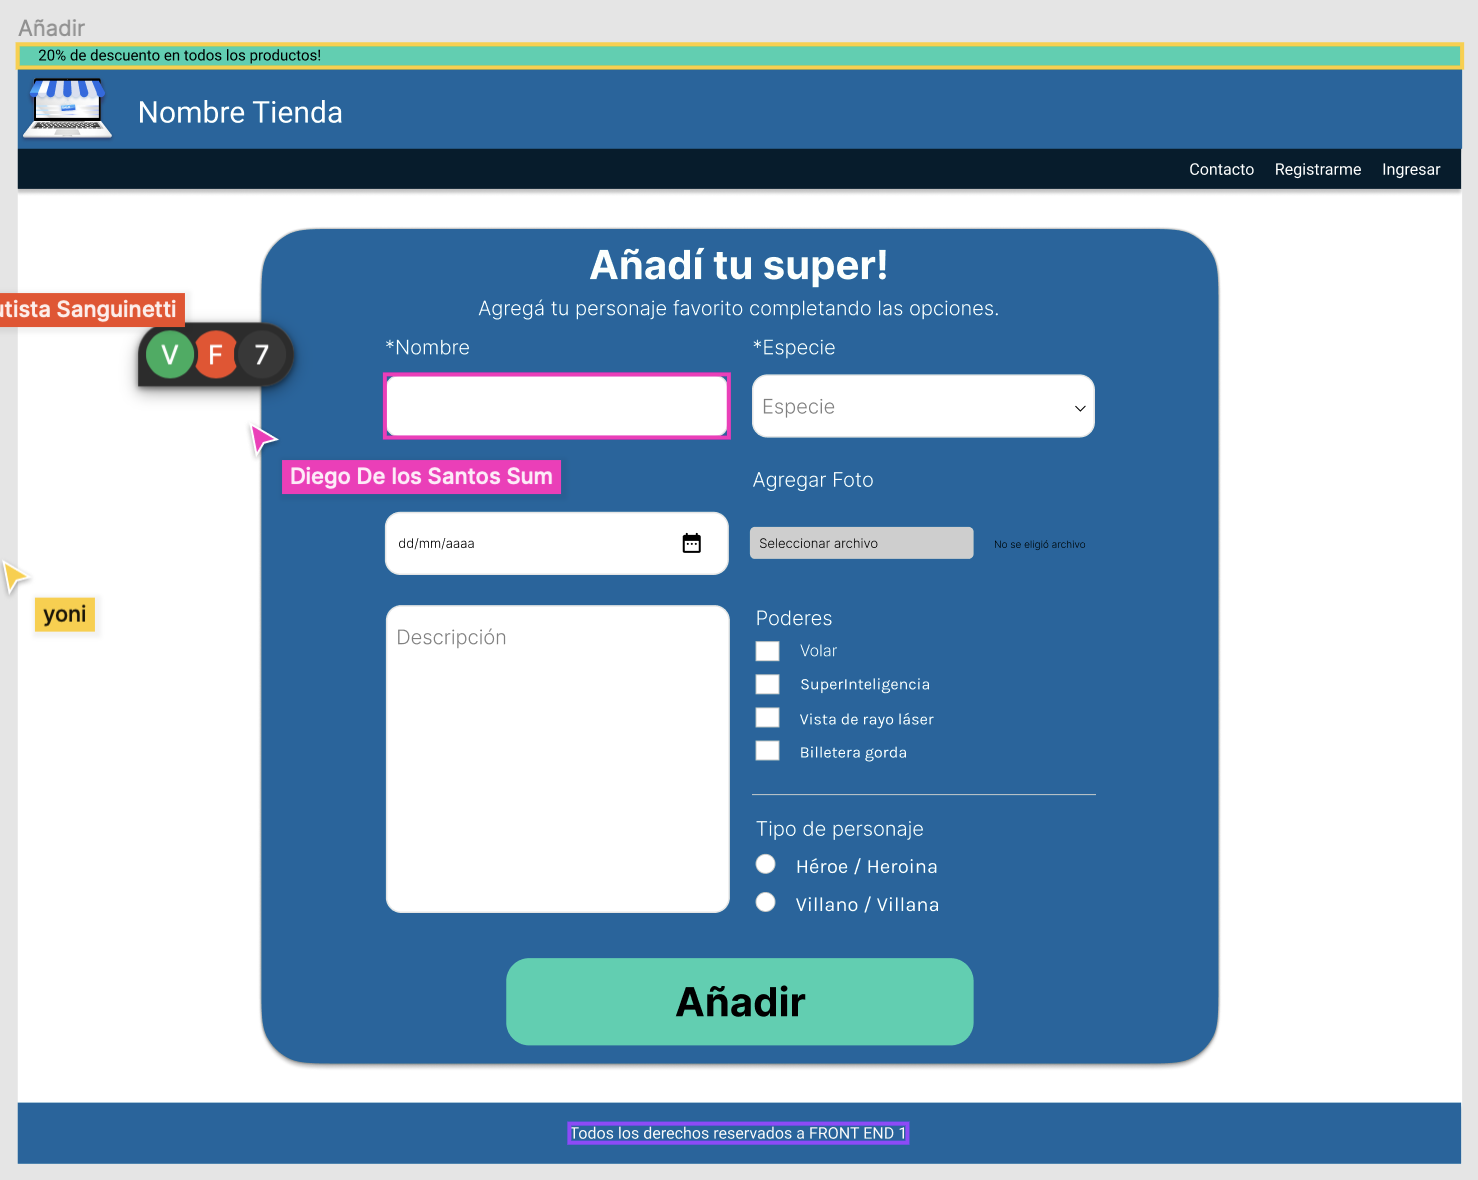 Añadir
20% de descuento en todos los productos!
Nombre Tienda
Contacto Registrarme Ingresar
Añadí tu super!
Agregá tu personaje favorito completando las opciones.
Sanguinetti
V F 7
*Nombre
*Especie
Especie
Diego De los Santos Sum
Agregar Foto
dd/mm/aaaa
Seleccionar archivo
No se eligió archivo
yoni
Descripción
Poderes
Volar
SuperInteligencia
Vista de rayo láser
Billetera gorda
Tipo de personaje
Héroe / Heroina
Villano / Villana
Añadir
Todos los derechos reservados a FRONT END 1